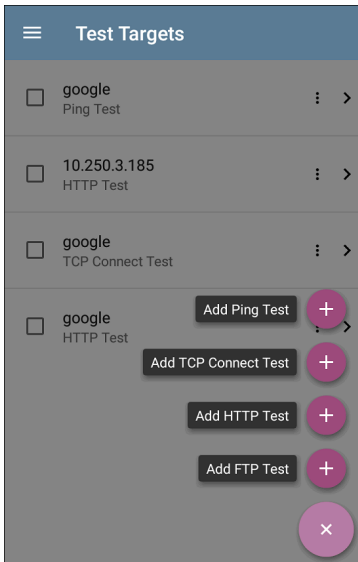 Test Targets
google
Ping Test
10.250.3.185
HTTP Test
google
TCP Connect Test
Add Ping Test
google
HTTP Test
Add TCP Connect Test
Add HTTP Test
Add FTP Test